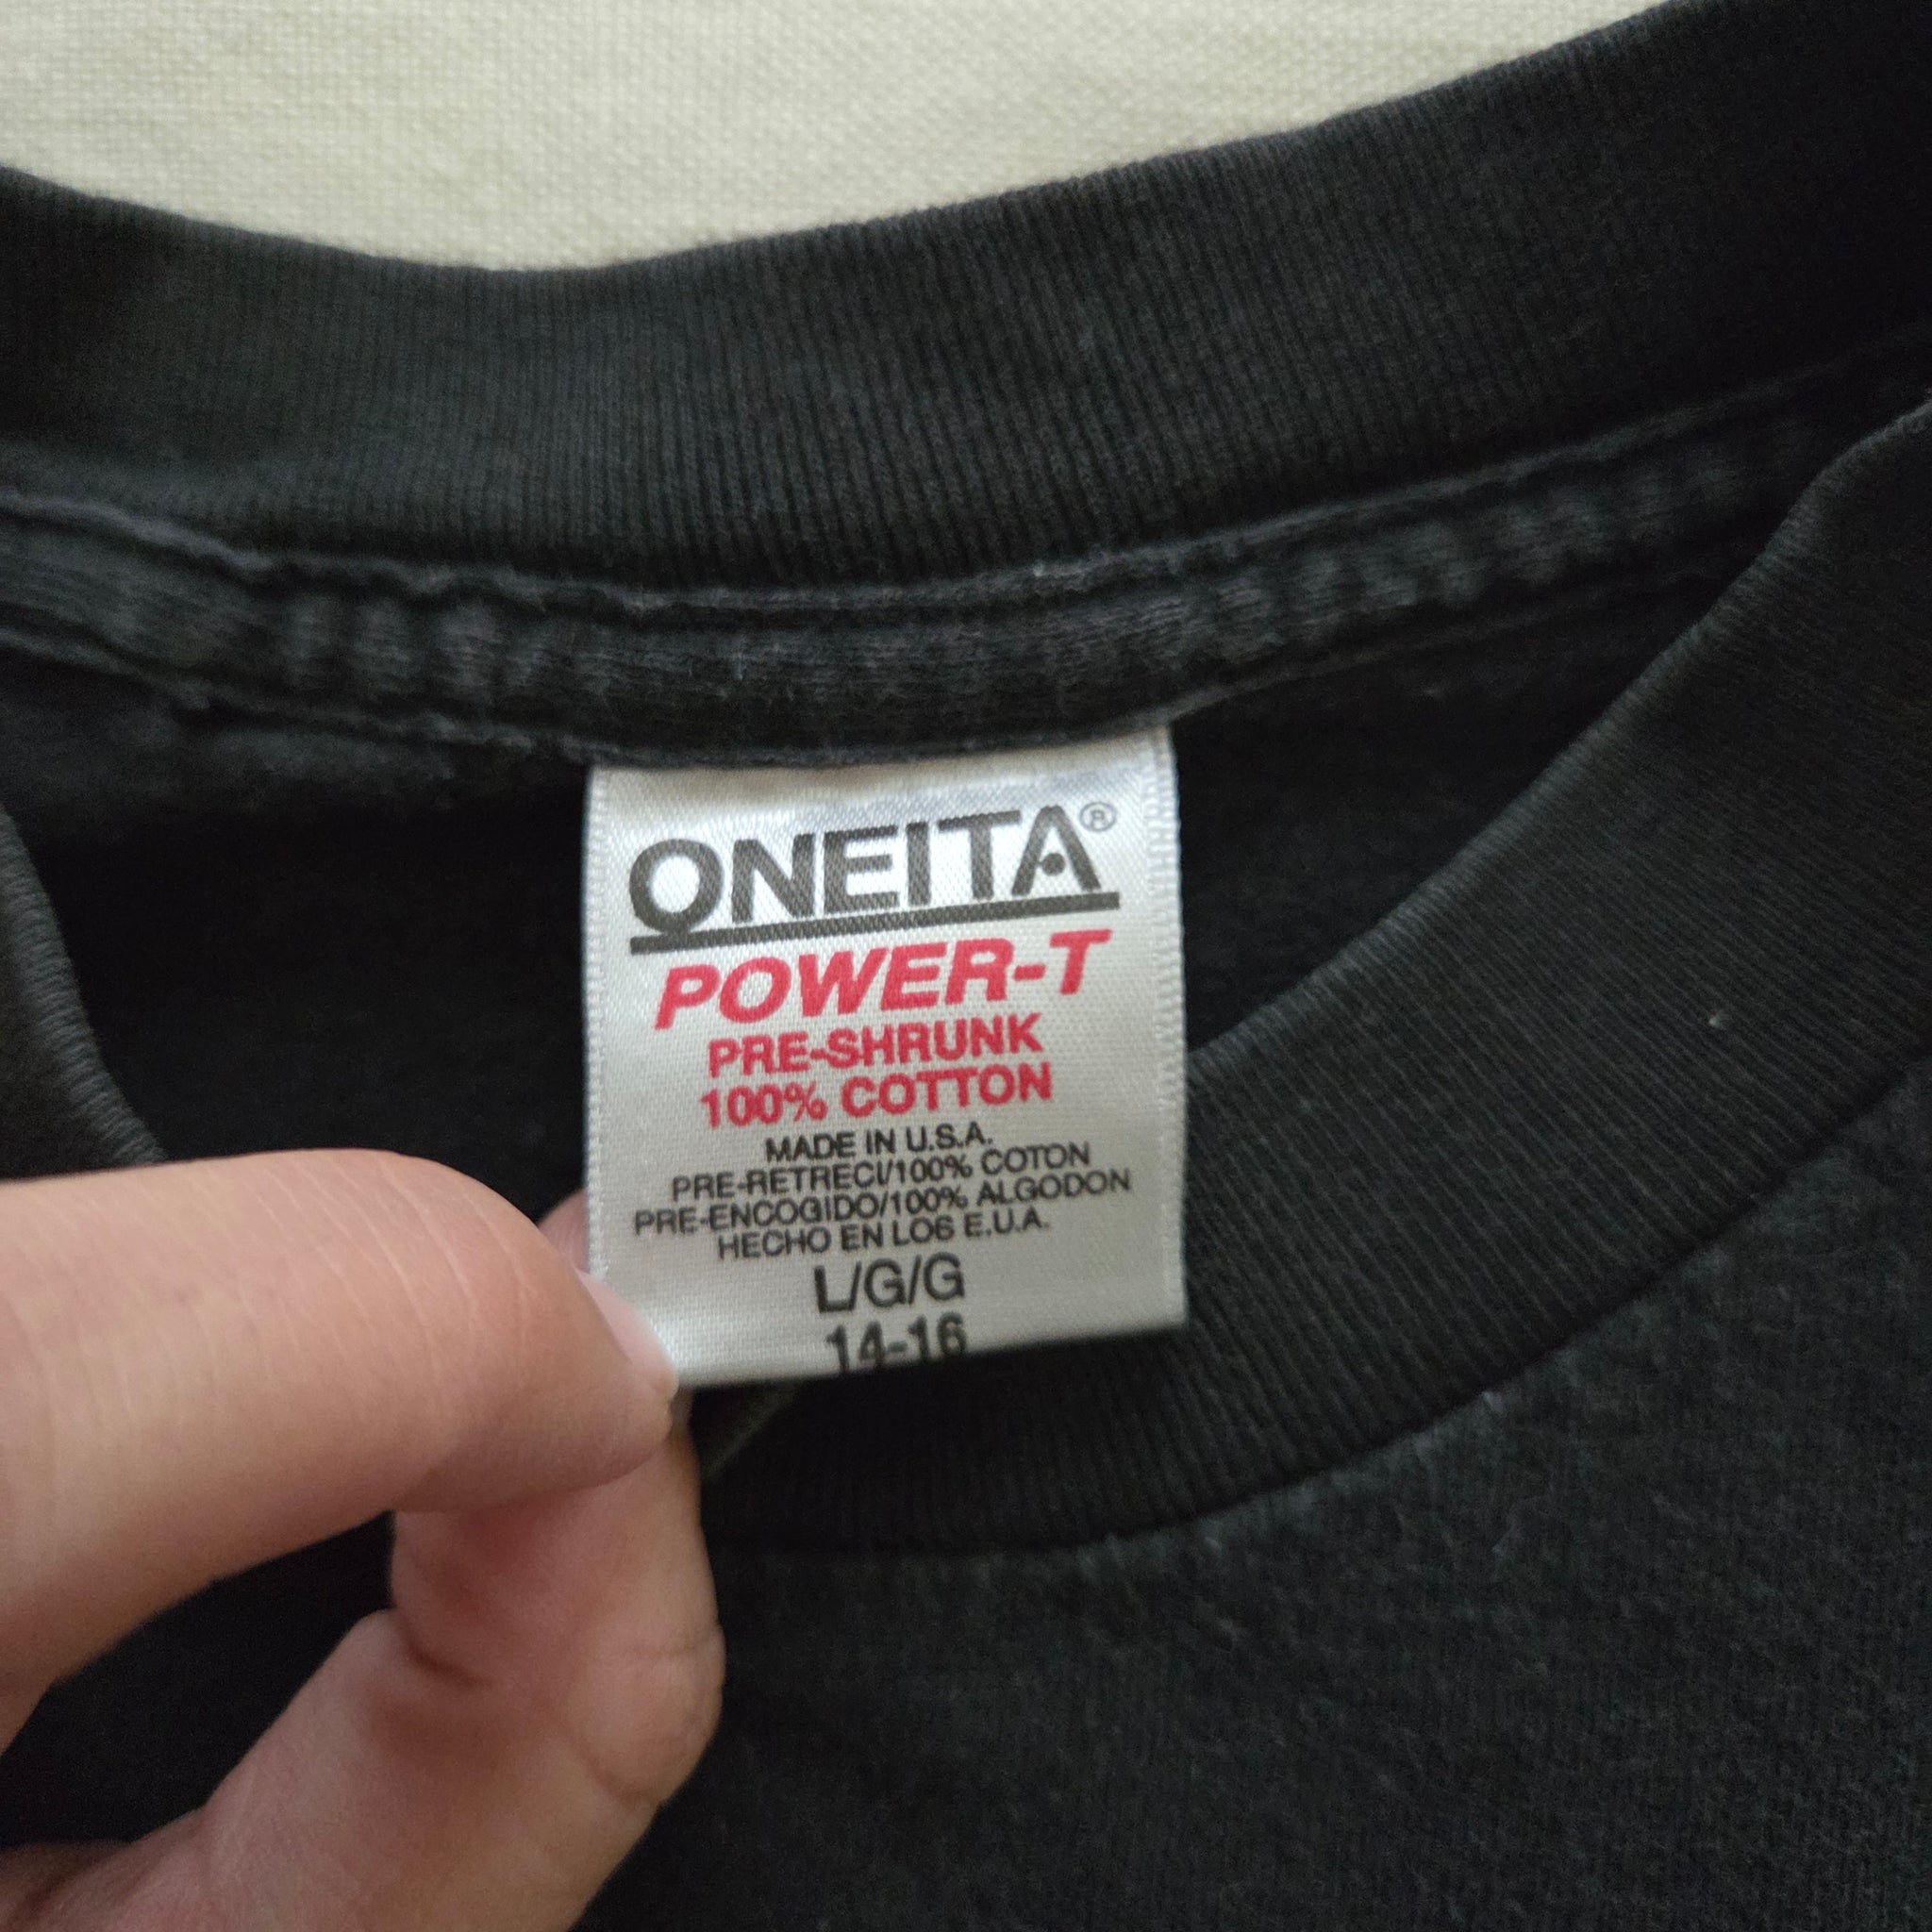 ONEITA®
POWER-T
PRE-SHRUNK
100% COTTON
MADE IN U.S.A.
PRE-RETRECI/100% COTON
PRE-ENCOGIDO/100% ALGODON
HECHO EN LOS E.U.A.
L/G/G
14-16